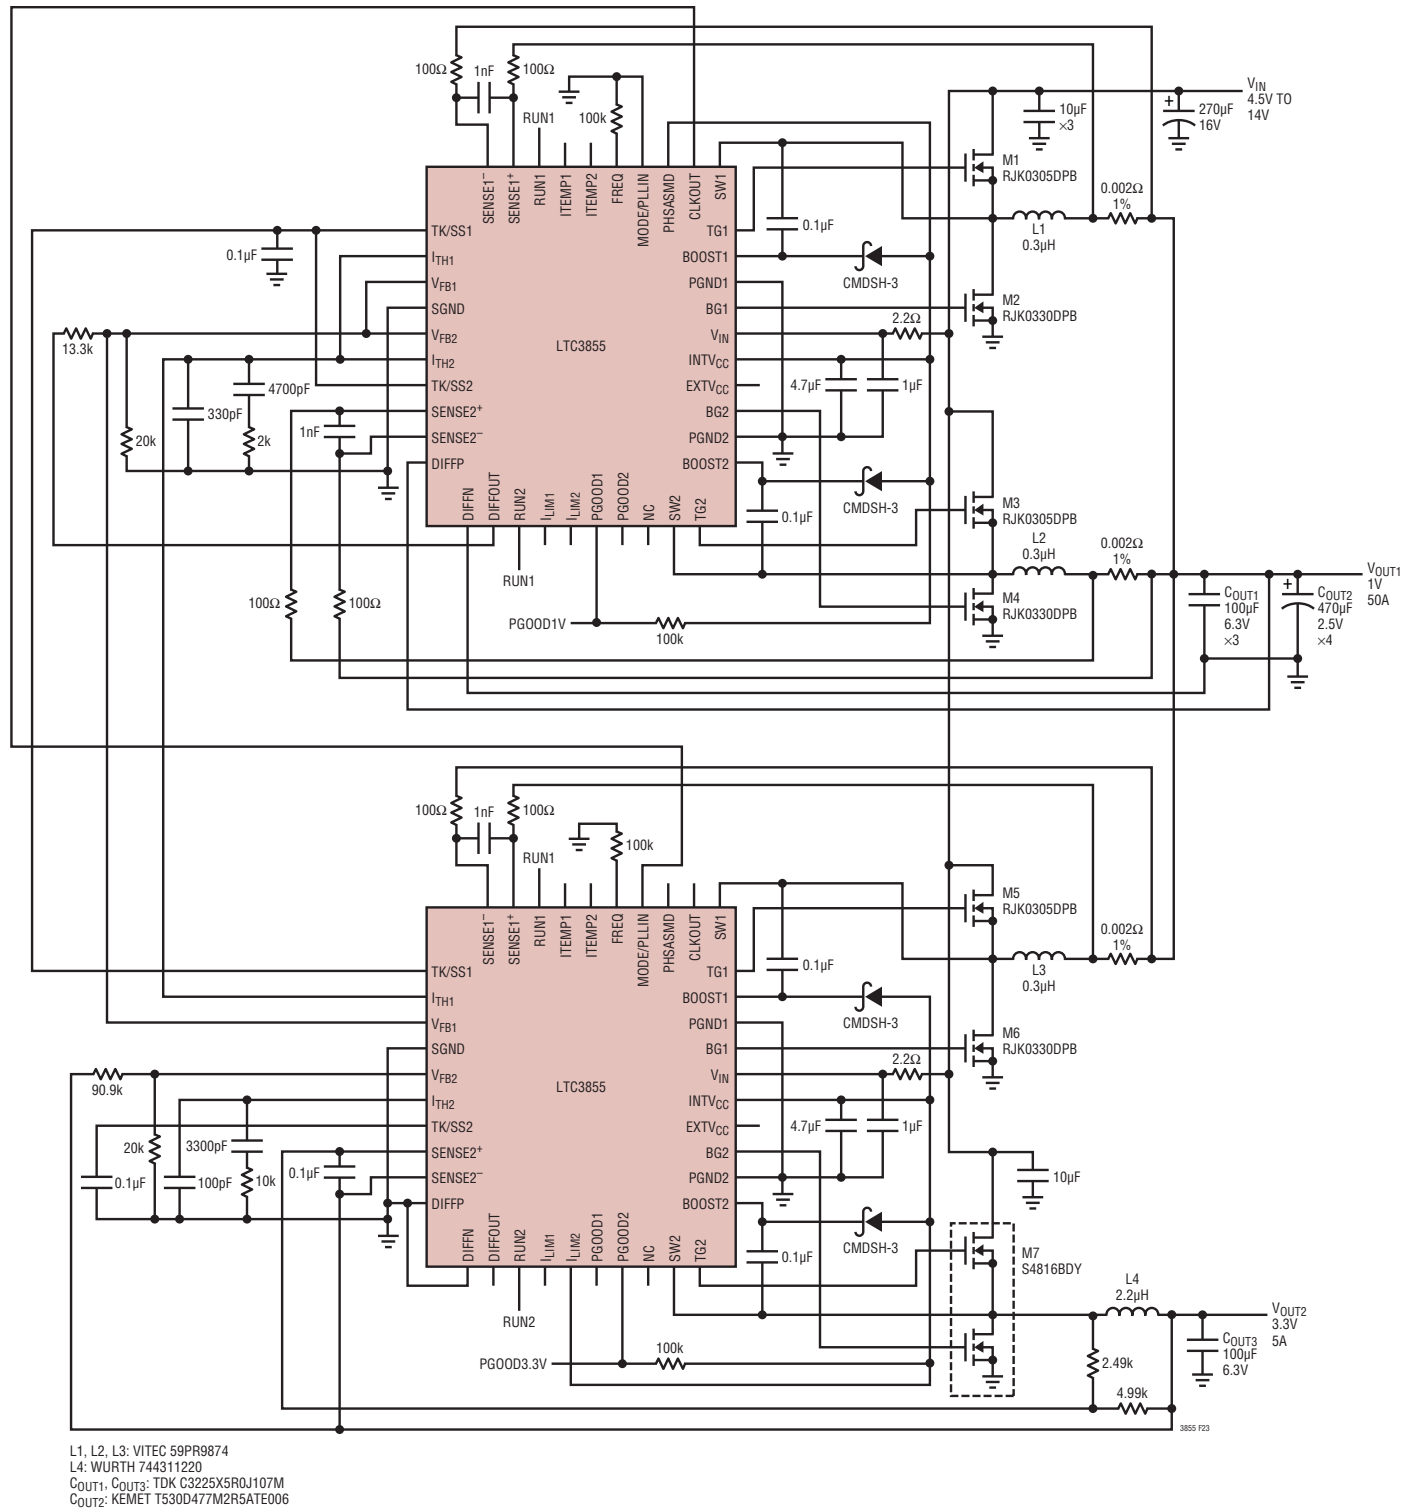 100Ω
1nF
100Ω
RUN1
100k
VIN
4.5V TO
14V
10µF
×3
+
270µF
16V
M1
RJK0305DPB
0.002Ω
1%
L1
0.3µH
SENSE1–
SENSE1+
RUN1
ITEMP1
ITEMP2
FREQ
MODE/PLLIN
PHSASMD
CLKOUT
SW1
TK/SS1
ITH1
VFB1
SGND
VFB2
ITH2
TK/SS2
SENSE2+
SENSE2–
DIFFP
LTC3855
TG1
BOOST1
PGND1
BG1
VIN
INTVCC
EXTVCC
BG2
PGND2
BOOST2
DIFFN
DIFFOUT
RUN2
ILIM1
ILIM2
PGOOD1
PGOOD2
NC
SW2
TG2
0.1µF
0.1µF
CMDSH-3
M2
RJK0330DPB
2.2Ω
13.3k
4700pF
330pF
20k
2k
1nF
4.7µF
1µF
CMDSH-3
0.1µF
M3
RJK0305DPB
L2
0.3µH
0.002Ω
1%
M4
RJK0330DPB
RUN1
100Ω
100Ω
PGOOD1V
100k
VOUT1
1V
50A
COUT1
100µF
6.3V
×3
+
COUT2
470µF
2.5V
×4
100Ω
1nF
100Ω
RUN1
100k
M5
RJK0305DPB
0.002Ω
1%
L3
0.3µH
SENSE1–
SENSE1+
RUN1
ITEMP1
ITEMP2
FREQ
MODE/PLLIN
PHSASMD
CLKOUT
SW1
TK/SS1
ITH1
VFB1
SGND
VFB2
ITH2
TK/SS2
SENSE2+
SENSE2–
DIFFP
LTC3855
TG1
BOOST1
PGND1
BG1
VIN
INTVCC
EXTVCC
BG2
PGND2
BOOST2
DIFFN
DIFFOUT
RUN2
ILIM1
ILIM2
PGOOD1
PGOOD2
NC
SW2
TG2
0.1µF
CMDSH-3
M6
RJK0330DPB
2.2Ω
90.9k
20k
3300pF
0.1µF
100pF
10k
0.1µF
4.7µF
1µF
10µF
CMDSH-3
0.1µF
M7
S4816BDY
L4
2.2µH
RUN2
PGOOD3.3V
100k
VOUT2
3.3V
5A
COUT3
100µF
6.3V
2.49k
4.99k
3855 F23
L1, L2, L3: VITEC 59PR9874
L4: WURTH 744311220
COUT1, COUT3: TDK C3225X5R0J107M
COUT2: KEMET T530D477M2R5ATE006